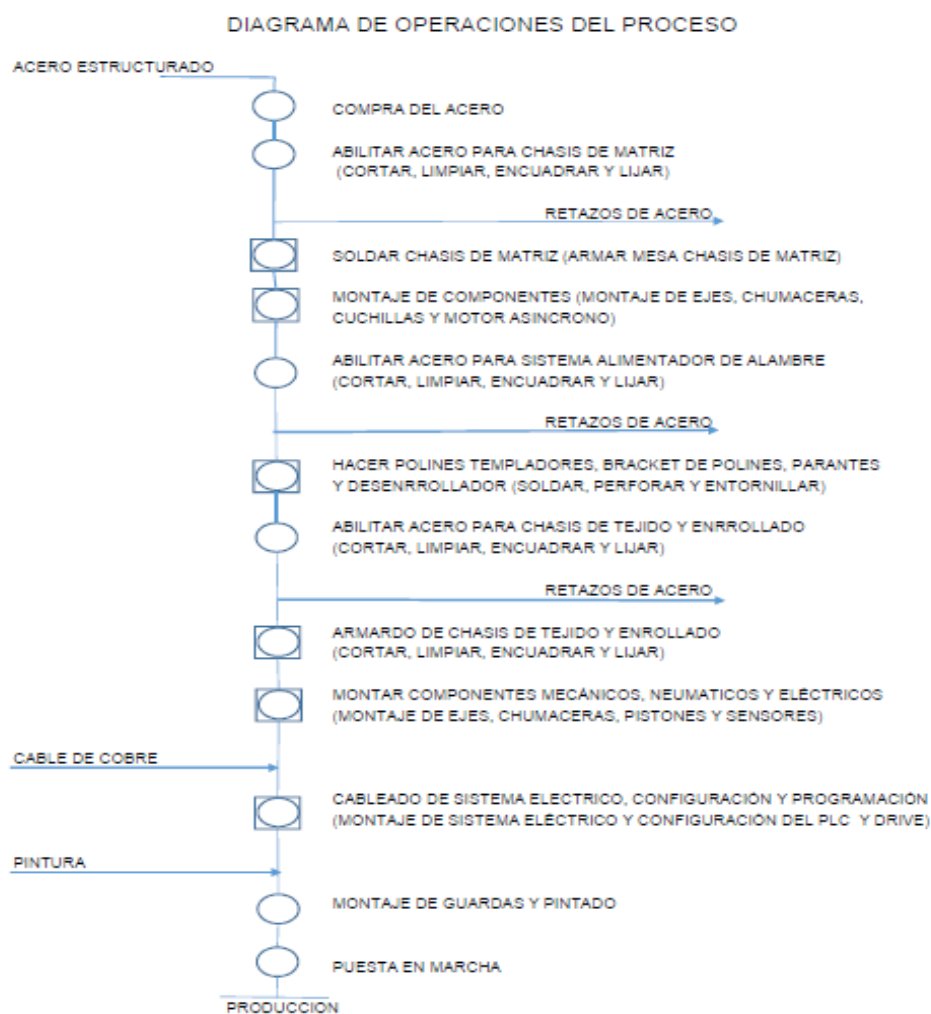 DIAGRAMA DE OPERACIONES DEL PROCESO
ACERO ESTRUCTURADO
COMPRA DEL ACERO
ABILITAR ACERO PARA CHASIS DE MATRIZ
(CORTAR, LIMPIAR, ENCUADRAR Y LIJAR)
RETAZOS DE ACERO
SOLDAR CHASIS DE MATRIZ (ARMAR MESA CHASIS DE MATRIZ)
MONTAJE DE COMPONENTES (MONTAJE DE EJES, CHUMACERAS,
CUCHILLAS Y MOTOR ASINCRONO)
ABILITAR ACERO PARA SISTEMA ALIMENTADOR DE ALAMBRE
(CORTAR, LIMPIAR, ENCUADRAR Y LIJAR)
RETAZOS DE ACERO
HACER POLINES TEMPLADORES, BRACKET DE POLINES, PARANTES
Y DESENRROLLADOR (SOLDAR, PERFORAR Y ENTORNILLAR)
ABILITAR ACERO PARA CHASIS DE TEJIDO Y ENRROLLADO
(CORTAR, LIMPIAR, ENCUADRAR Y LIJAR)
RETAZOS DE ACERO
ARMARDO DE CHASIS DE TEJIDO Y ENROLLADO
(CORTAR, LIMPIAR, ENCUADRAR Y LIJAR)
MONTAR COMPONENTES MECÁNICOS, NEUMATICOS Y ELÉCTRICOS
(MONTAJE DE EJES, CHUMACERAS, PISTONES Y SENSORES)
CABLE DE COBRE
CABLEADO DE SISTEMA ELECTRICO, CONFIGURACIÓN Y PROGRAMACIÓN
(MONTAJE DE SISTEMA ELÉCTRICO Y CONFIGURACIÓN DEL PLC Y DRIVE)
PINTURA
MONTAJE DE GUARDAS Y PINTADO
PUESTA EN MARCHA
PRODUCCION